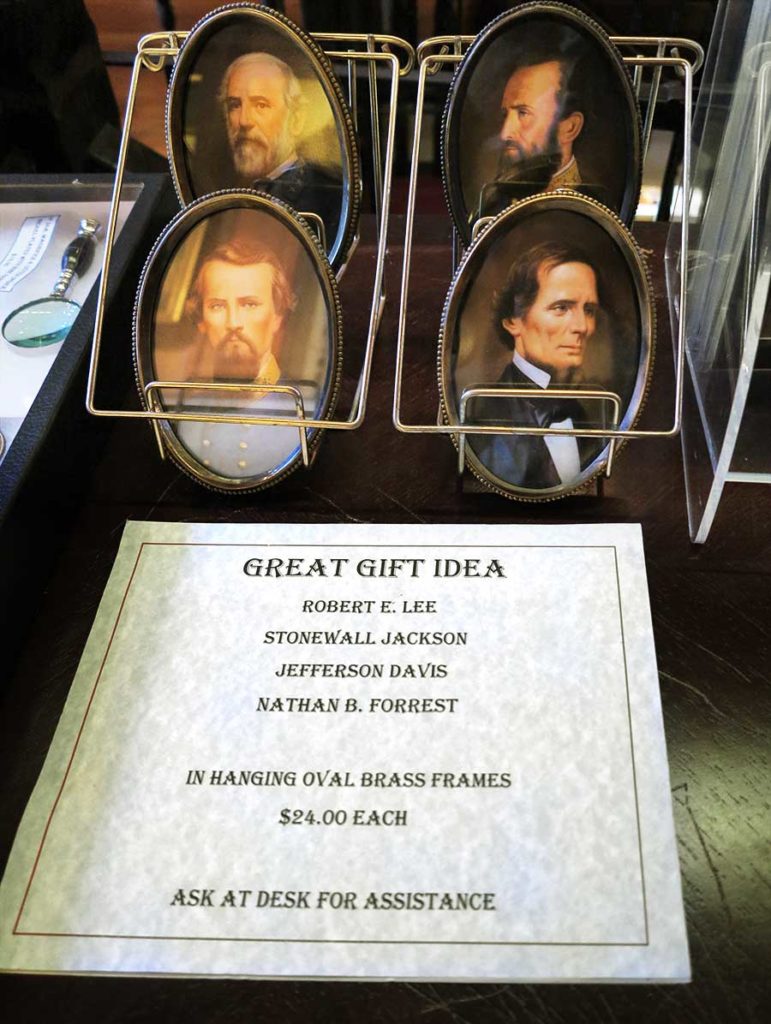 GREAT GIFT IDEA
ROBERT E. LEE
STONEWALL JACKSON
JEFFERSON DAVIS
NATHAN B. FORREST
IN HANGING OVAL BRASS FRAMES
$24.00 EACH
ASK AT DESK FOR ASSISTANCE